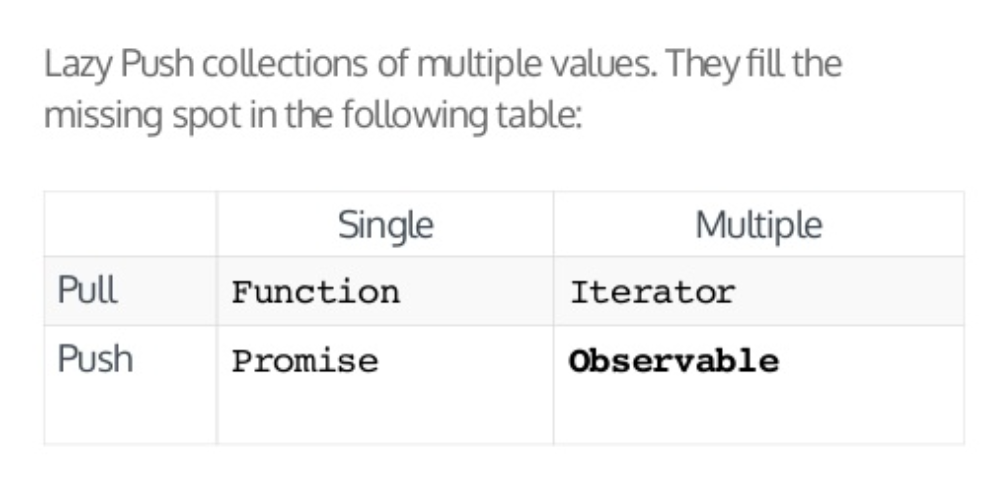 Lazy Push collections of multiple values. They fill the
missing spot in the following table:
Single Multiple
Pull Function Iterator
Push Promise Observable